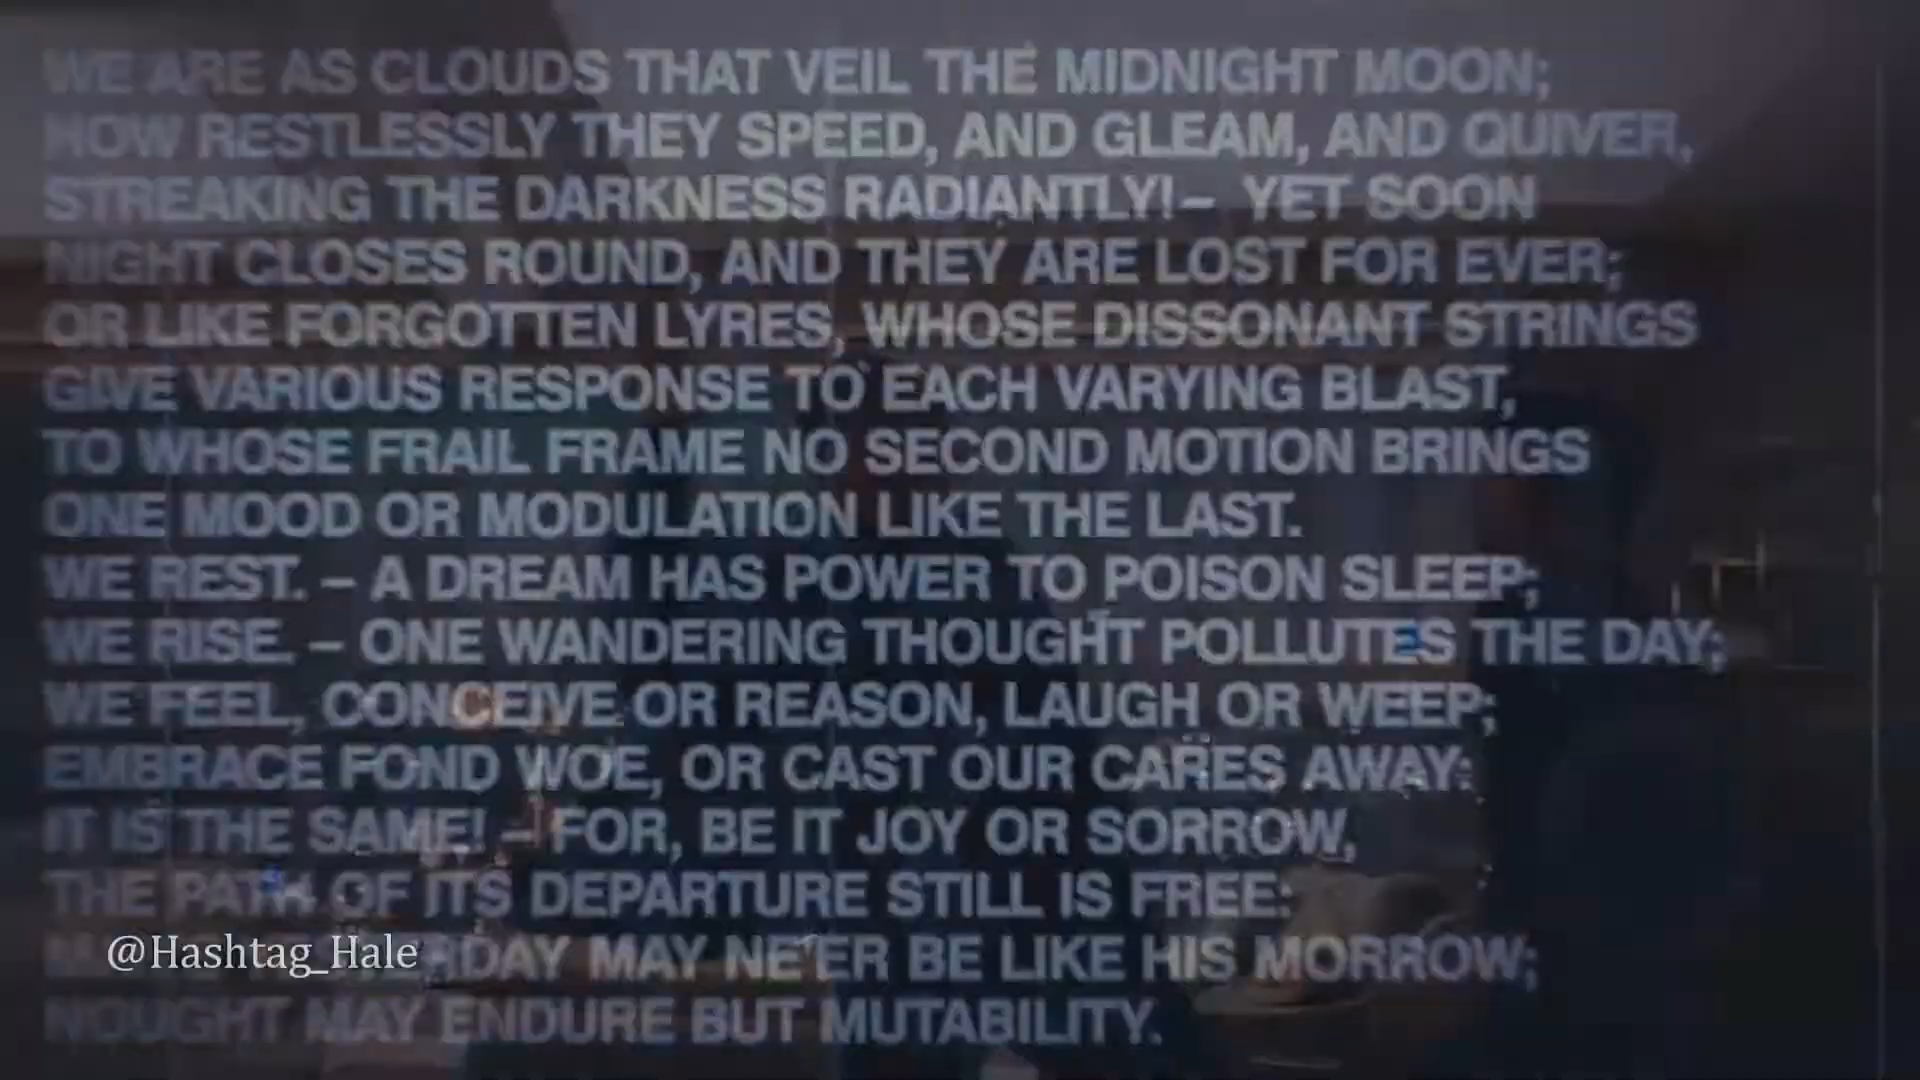 WE ARE AS CLOUDS THAT VEIL THE MIDNIGHT MOON;
HOW RESTLESSLY THEY SPEED, AND GLEAM, AND QUIVER,
STREAKING THE DARKNESS RADIANTLY! – YET SOON
NIGHT CLOSES ROUND, AND THEY ARE LOST FOR EVER;
OR LIKE FORGOTTEN LYRES, WHOSE DISSONANT STRINGS
GIVE VARIOUS RESPONSE TO EACH VARYING BLAST,
TO WHOSE FRAIL FRAME NO SECOND MOTION BRINGS
ONE MOOD OR MODULATION LIKE THE LAST.
WE REST. – A DREAM HAS POWER TO POISON SLEEP;
WE RISE. – ONE WANDERING THOUGHT POLLUTES THE DAY;
WE FEEL, CONCEIVE OR REASON, LAUGH OR WEEP;
EMBRACE FOND WOE, OR CAST OUR CARES AWAY:
IT IS THE SAME! – FOR, BE IT JOY OR SORROW,
THE PATH OF ITS DEPARTURE STILL IS FREE:
MAY NE'ER BE LIKE HIS MORROW;
@Hashtag_Hale
NOUGHT MAY ENDURE BUT MUTABILITY.